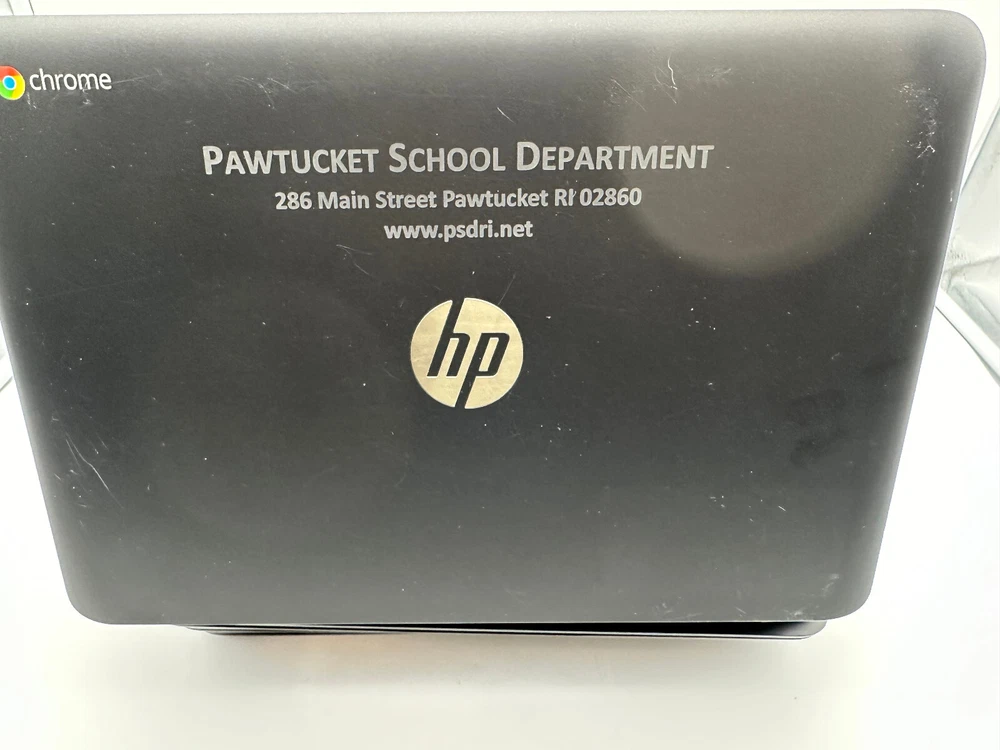 chrome
PAWTUCKET SCHOOL DEPARTMENT
286 Main Street Pawtucket RI 02860
www.psdri.net
hp